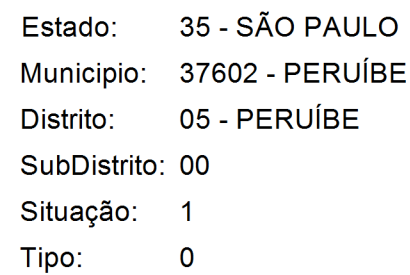 Estado: 35 - SÃO PAULO
Municipio: 37602 - PERUÍBE
Distrito: 05 - PERUÍBE
SubDistrito: 00
Situação: 1
Tipo: 0